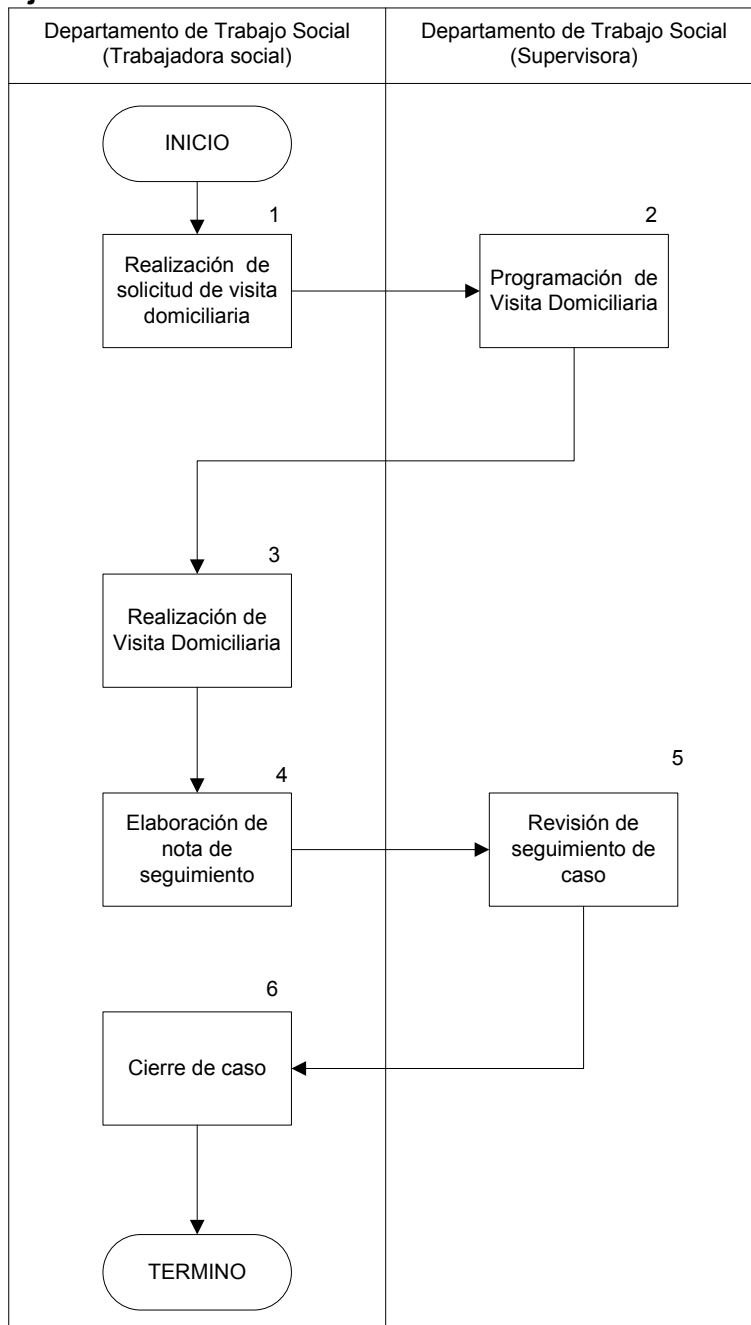 Departamento de Trabajo Social
(Trabajadora social)
Departamento de Trabajo Social
(Supervisora)
INICIO
1
Realización de
solicitud de visita
domiciliaria
2
Programación de
Visita Domiciliaria
3
Realización de
Visita Domiciliaria
4
Elaboración de
nota de
seguimiento
5
Revisión de
seguimiento de
caso
6
Cierre de caso
TERMINO